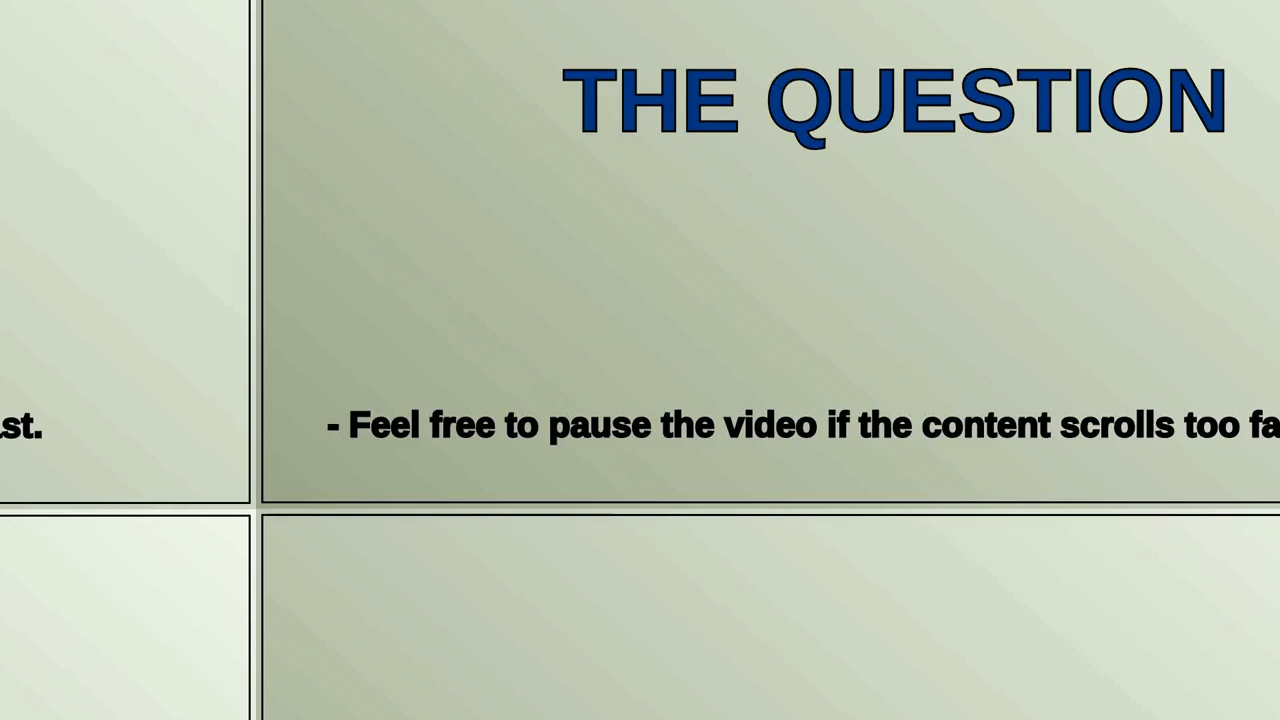 THE QUESTION
st.
- Feel free to pause the video if the content scrolls too fa